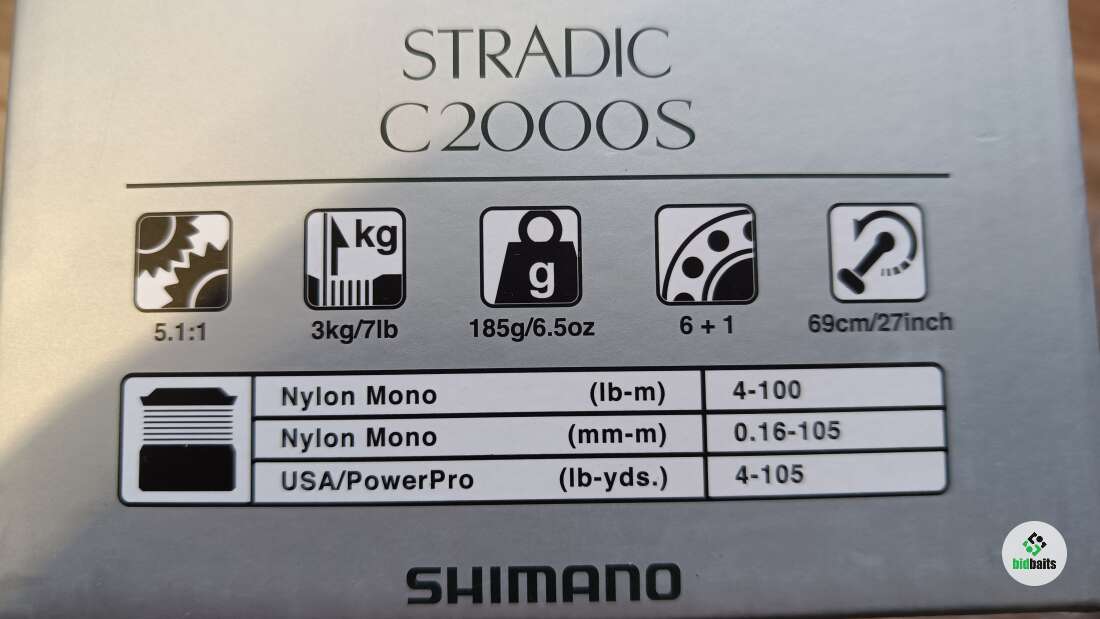 STRADIC
C2000S
kg
g
5.1:1 3kg/7lb 185g/6.5oz 6 + 1 69cm/27inch
Nylon Mono (lb-m) 4-100
Nylon Mono (mm-m) 0.16-105
USA/PowerPro (lb-yds.) 4-105
SHIMANO
bidbaits